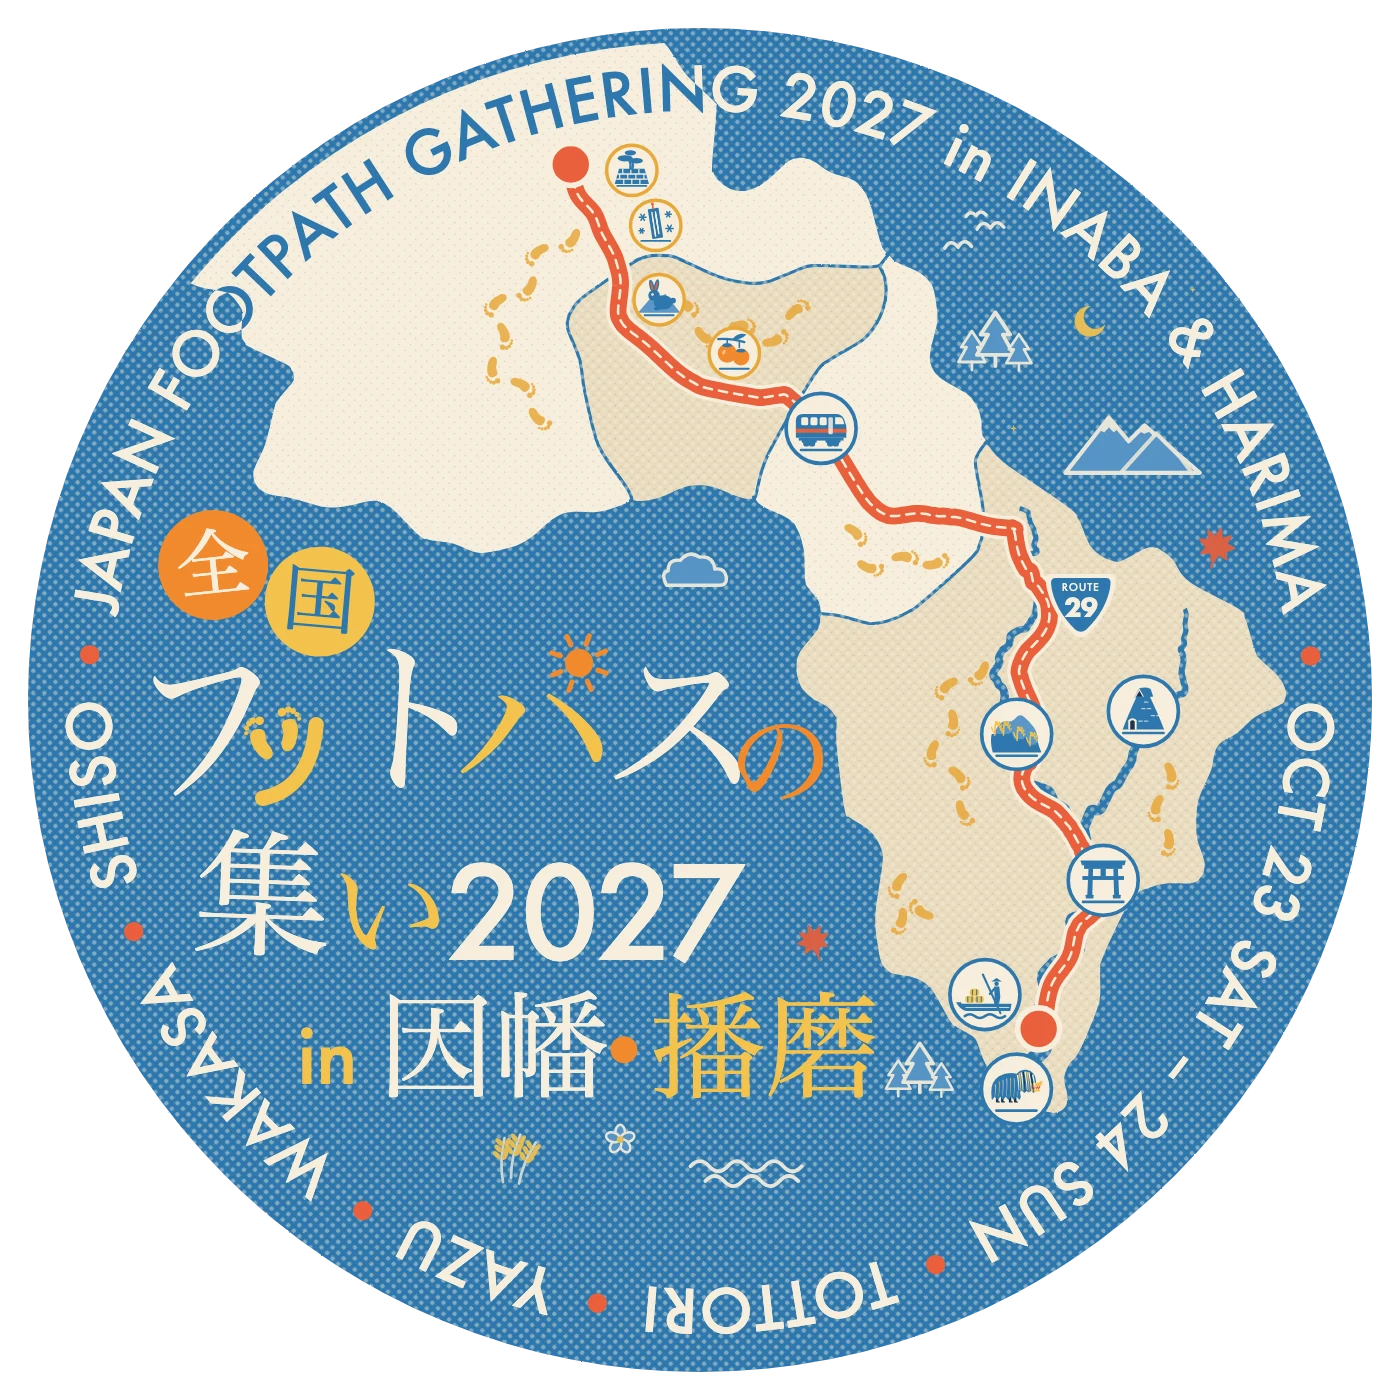 JAPAN FOOTPATH GATHERING 2027 in INABA & HARIMA
OCT 23 SAT - 24 SUN
TOTTORI
YAZU
WAKASA
SHISO
ROUTE
29
全国
フットパスの
集い2027
in 因幡・播磨